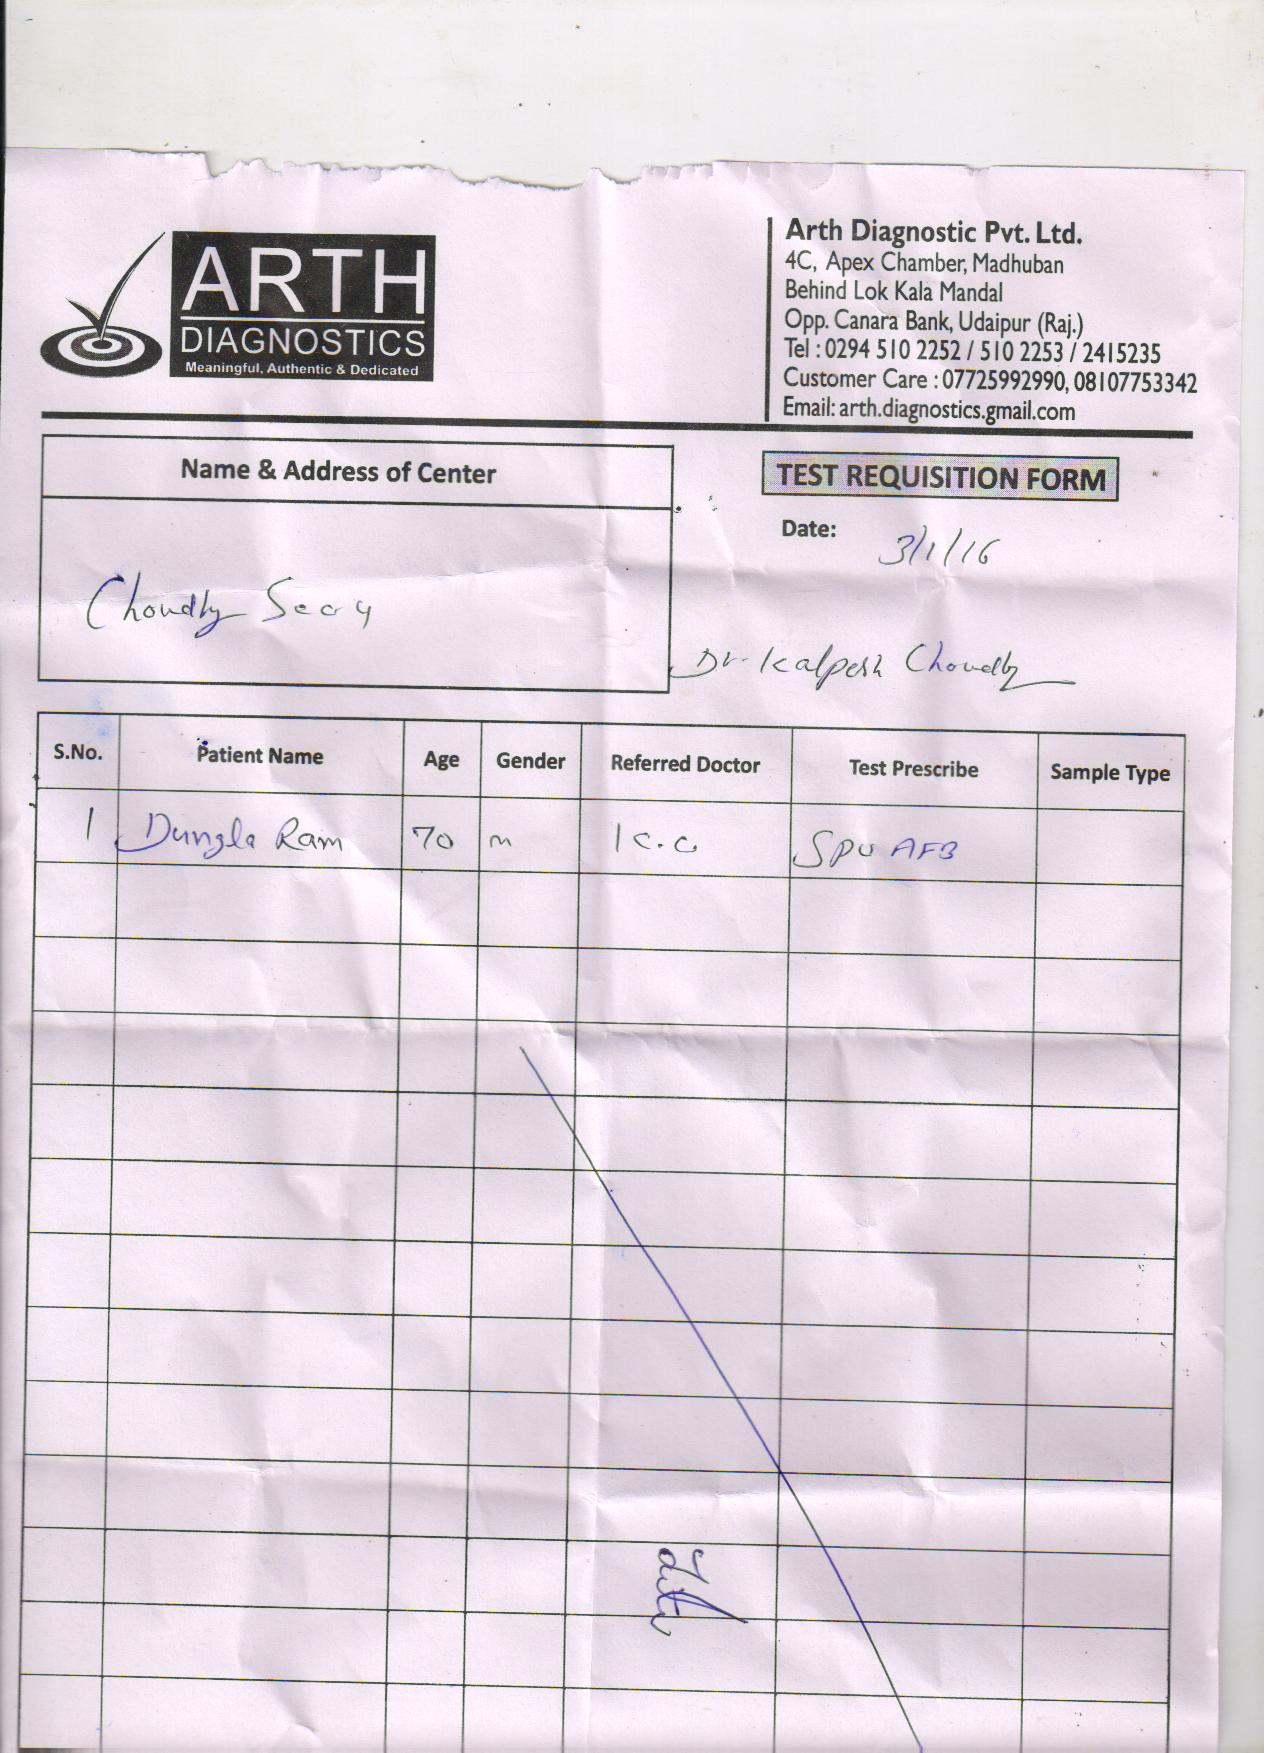 ARTH
DIAGNOSTICS
Meaningful, Authentic & Dedicated
Arth Diagnostic Pvt. Ltd.
4C, Apex Chamber, Madhuban
Behind Lok Kala Mandal
Opp. Canara Bank, Udaipur (Raj.)
Tel : 0294 510 2252 / 510 2253 / 2415235
Customer Care : 07725992990, 08107753342
Email: arth.diagnostics.gmail.com
Name & Address of Center
TEST REQUISITION FORM
Date: 3/1/16
Choudhy
Dr. Kalpesh Choudhy
S.No. Patient Name Age Gender Referred Doctor Test Prescribe Sample Type
1 Dungla Ram 70 m K.C. SPU AFB